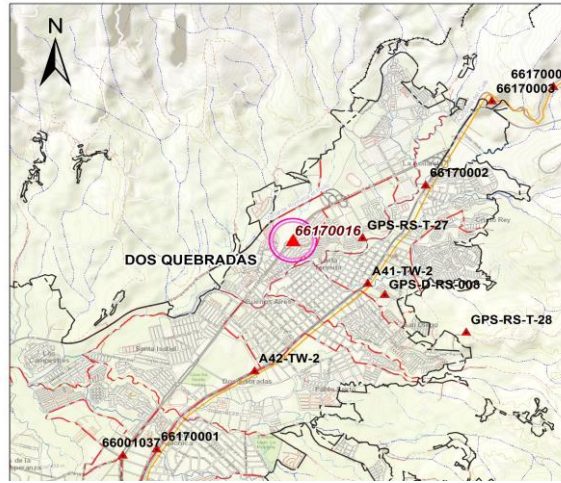 N
6617000
66170003
66170002
66170016
GPS-RS-T-27
DOS QUEBRADAS
A41-TW-2
GPS-D-RS-008
GPS-RS-T-28
A42-TW-2
66170001
66001037